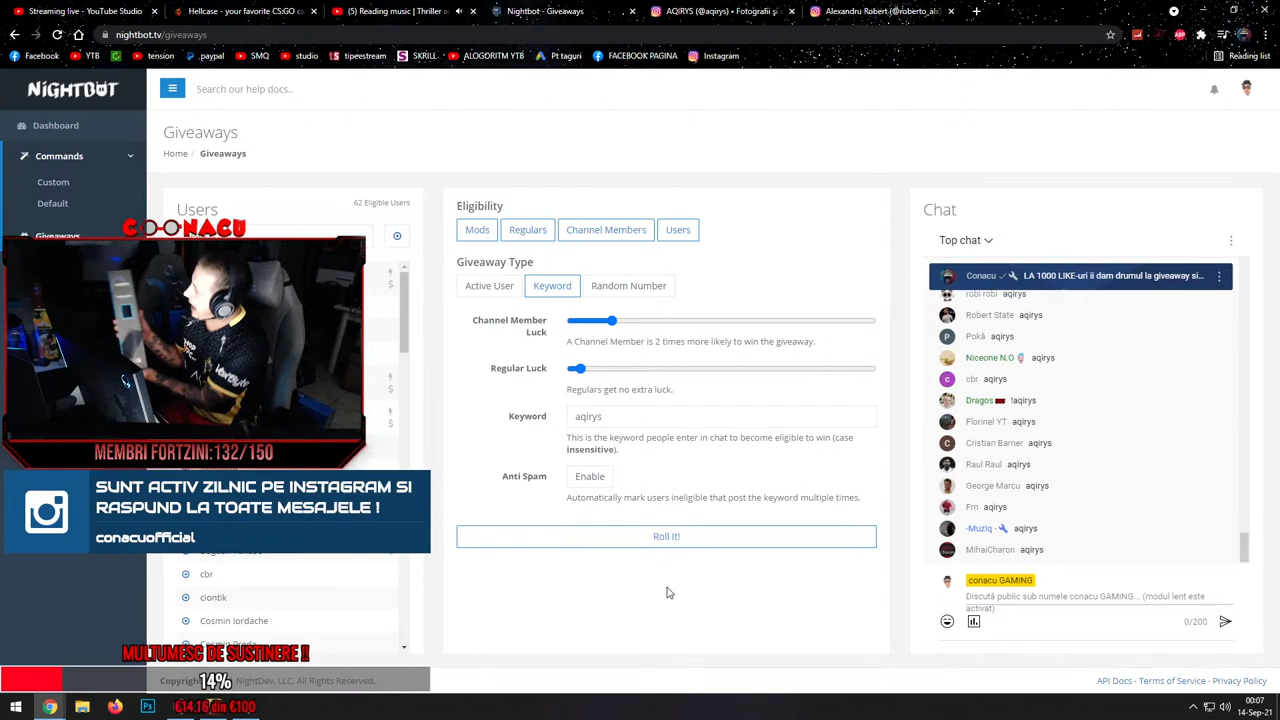 Streaming - YouTube Studio
Hellcase - Your favorite CSGO c
(5) Reading music | Thriller a
Nightbot - Giveaways
AQIRYS (@aqirys) • Fotografii ș
Alexandru Robert (@roberto_al
nightbot.tv/giveaways
Facebook
YTB
tension
.paypal
SMQ
studio
tipeestream
SKRILL
ALOGORITM YTB
Pt taguri
FACEBOOK PAGINA
Instagram
Reading list
NIGHTBOT
Search our help docs..
Dashboard
Commands
Custom
Default
Giveaways
Giveaways
Home / Giveaways
Users
62 Eligible Users
COONACU
MEMBRI FORTZINI:132/150
SUNT ACTIV ZILNIC PE INSTAGRAM SI
RASPUND LA TOATE MESAJELE !
conacuofficial
cbr
ciontik
Cosmin Iordache
Cosmin Preda
MULTUMESC DE SUSTINERE !!
14%
€14.16 din €100
Eligibility
Mods
Regulars
Channel Members
Users
Giveaway Type
Active User
Keyword
Random Number
Channel Member
Luck
A Channel Member is 2 times more likely to win the giveaway.
Regular Luck
Regulars get no extra luck.
Keyword
aqirys
This is the keyword people enter in chat to become eligible to win (case
insensitive).
Anti Spam
Enable
Automatically mark users ineligible that post the keyword multiple times.
Roll It!
Chat
Top chat
Conacu LA 1000 LIKE-uri ii dam drumul la giveaway si...
robi robi aqirys
Robert State aqirys
Pokâ aqirys
Niceone N.O aqirys
cbr aqirys
Dragos !aqirys
Florinel YT aqirys
Cristian Barner aqirys
Raul Raul aqirys
George Marcu aqirys
Frn aqirys
-Muziq - aqirys
MihaiCharon aqirys
conacu GAMING
Discută public sub numele conacu GAMING... (modul lent este
activat)
0/200
NightDev, LLC. All Rights Reserved.
API Docs - Terms of Service - Privacy Policy
00:07
14-Sep-21